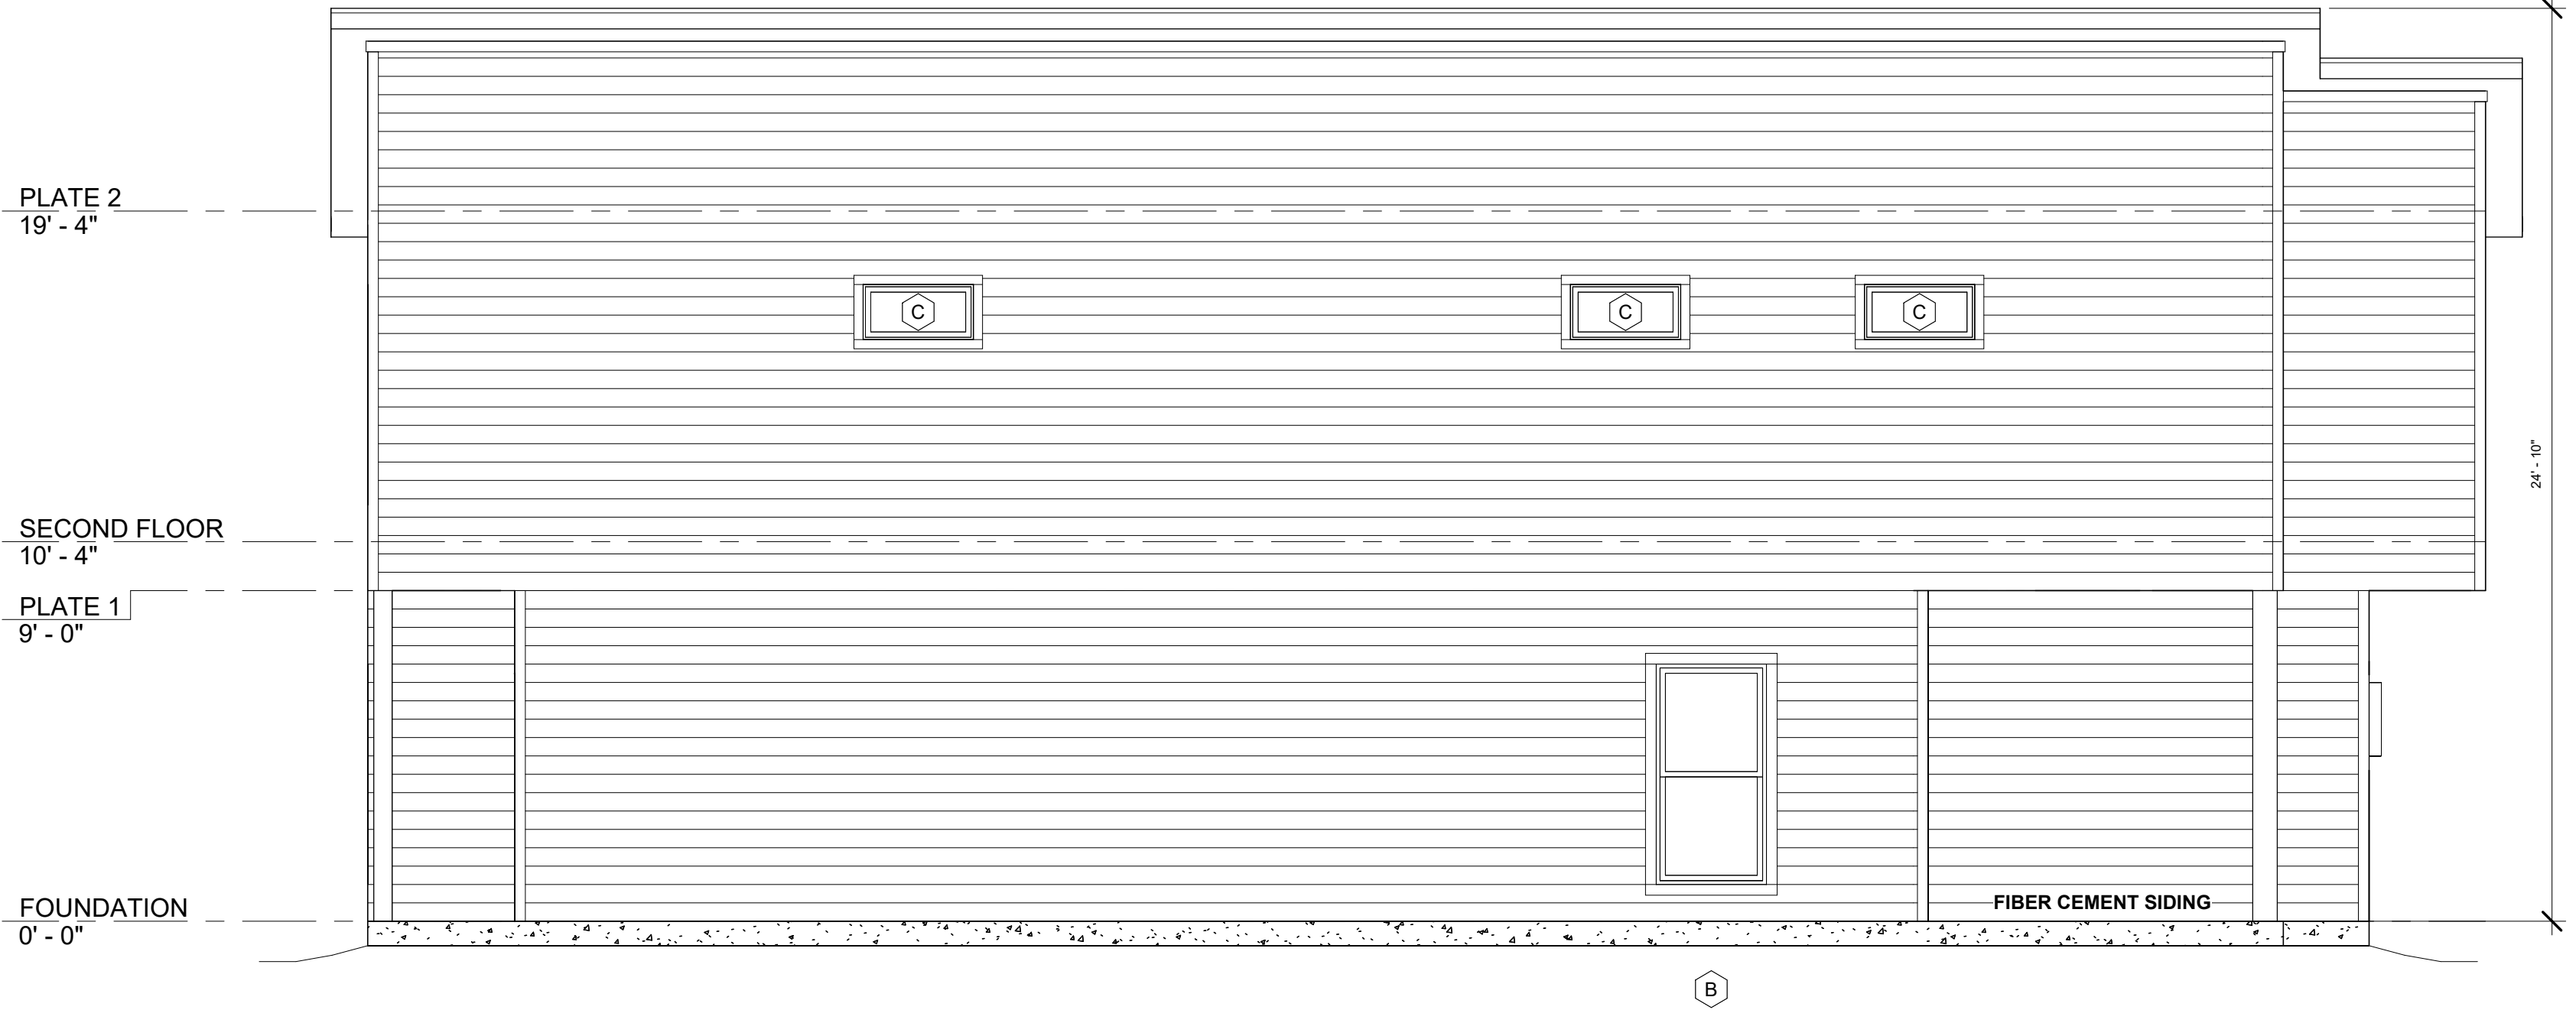 PLATE 2
19' - 4"
C
C
C
24' - 10"
SECOND FLOOR
10' - 4"
PLATE 1
9' - 0"
FIBER CEMENT SIDING
FOUNDATION
0' - 0"
B